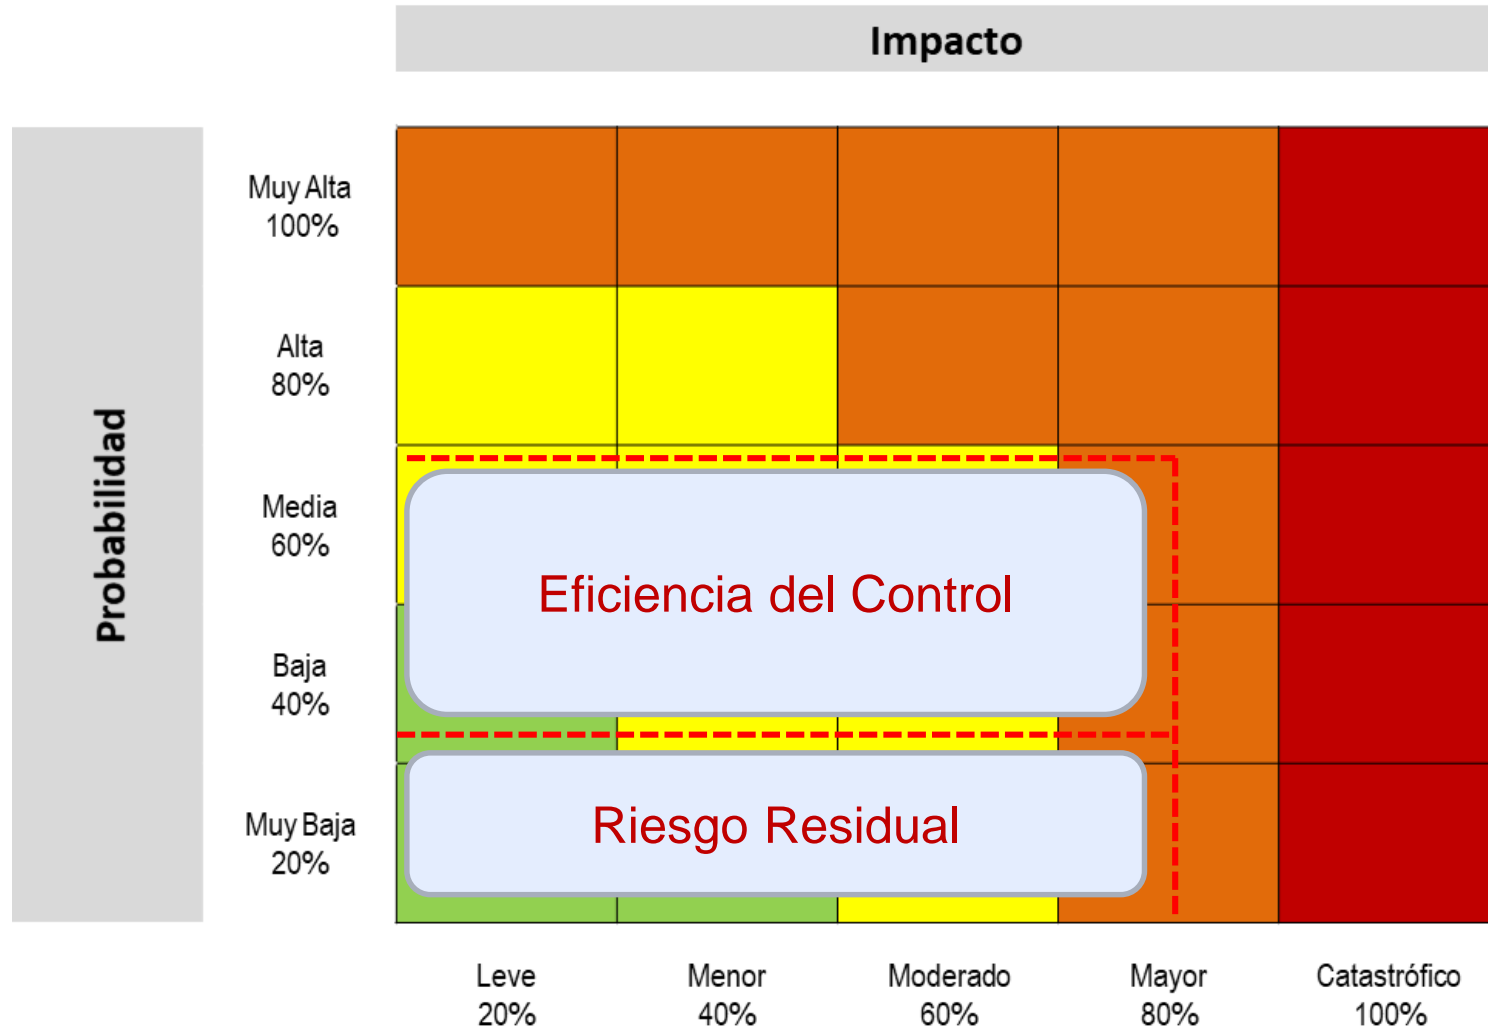 Impacto
Probabilidad
Muy Alta
100%
Alta
80%
Media
60%
Baja
40%
Muy Baja
20%
Eficiencia del Control
Riesgo Residual
Leve
20%
Menor
40%
Moderado
60%
Mayor
80%
Catastrófico
100%